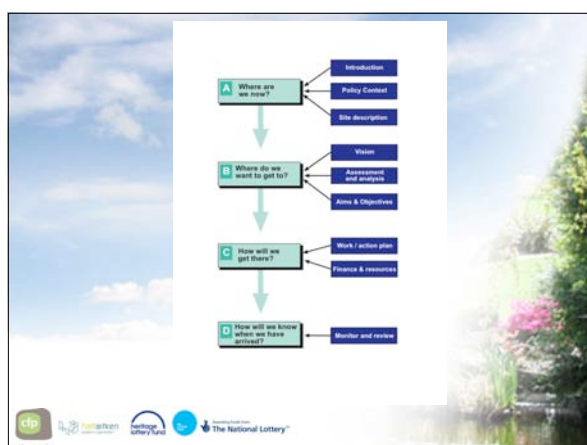 A
Where are
we now?
Introduction
Policy Context
Site description
B
Where do we
want to get to?
Vision
Assessment
and analysis
Aims & Objectives
C
How will we
get there?
Work / action plan
Finance & resources
D
How will we know
when we have
arrived?
Monitor and review
cfp
heritage
lottery fund
The National Lottery™